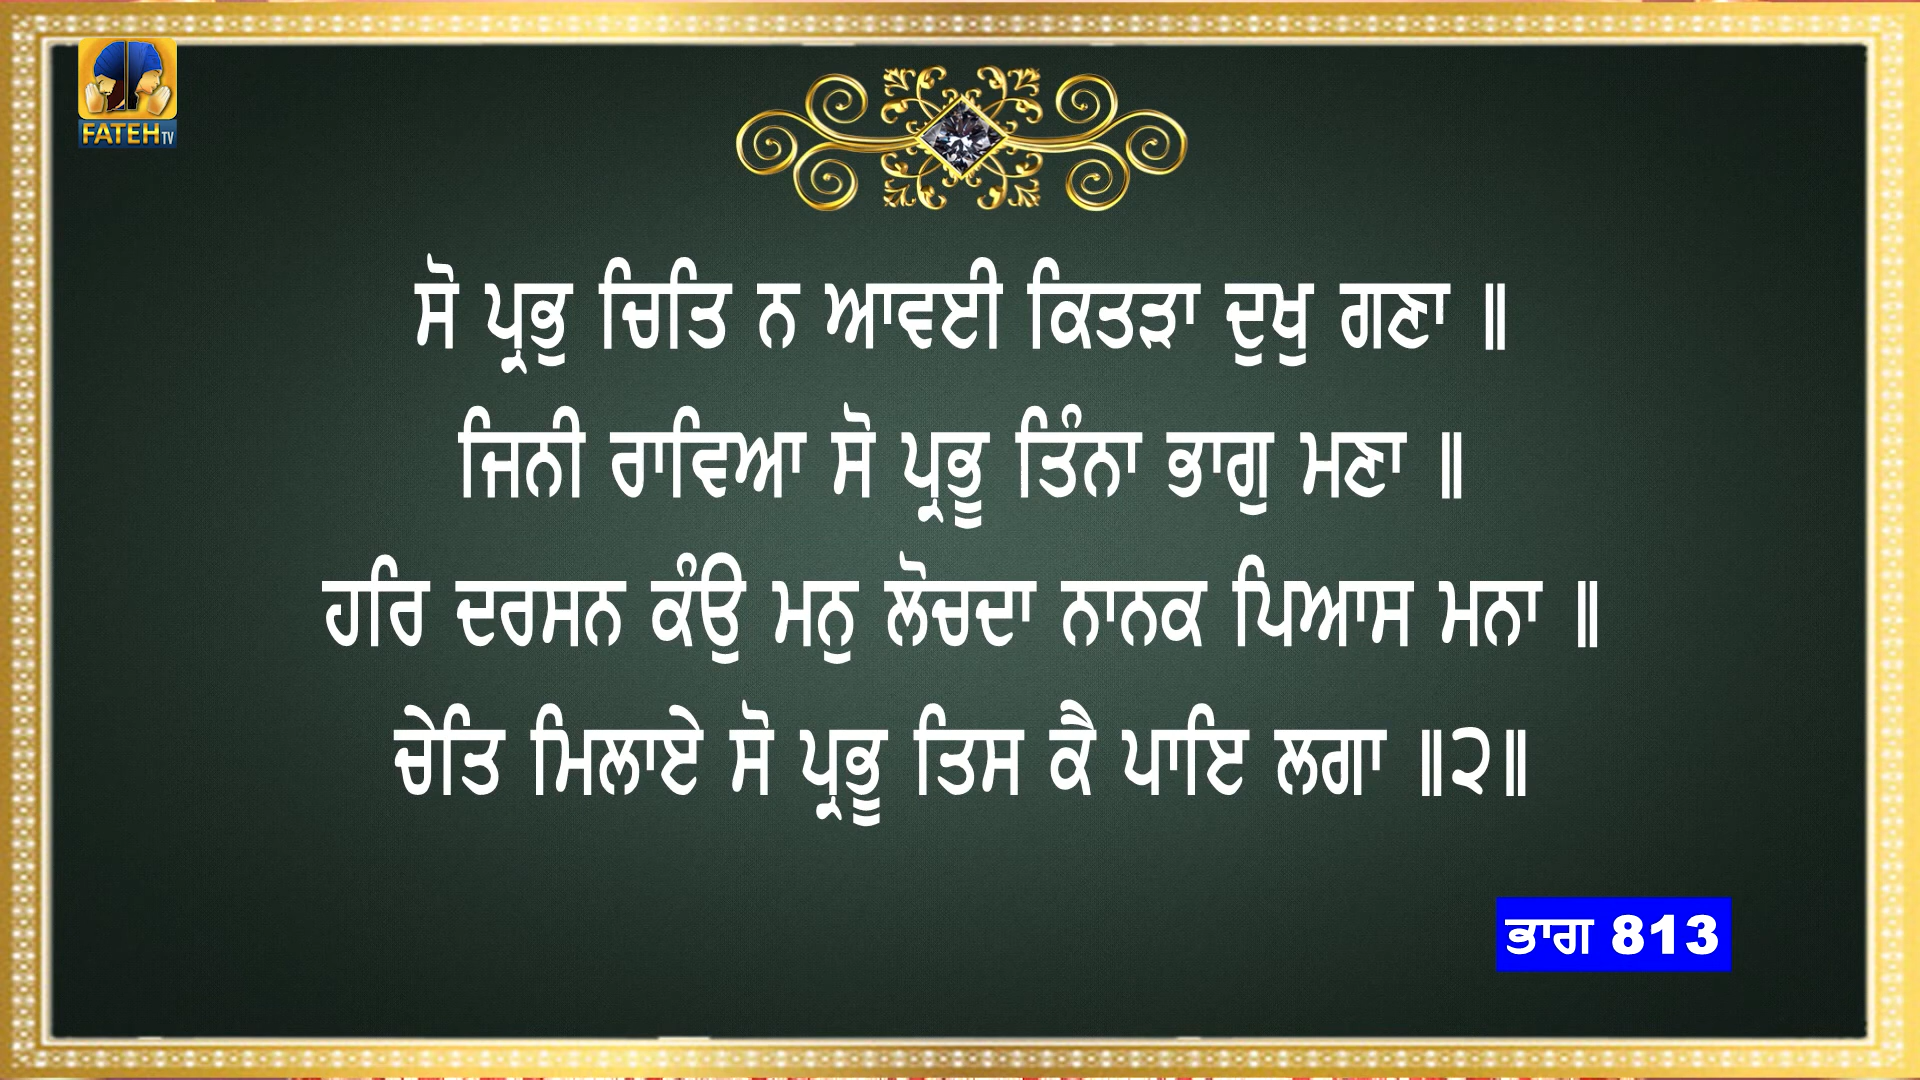 FATEH TV
ਸੋ ਪ੍ਰਭੁ ਚਿਤਿ ਨ ਆਵਈ ਕਿਤੜਾ ਦੁਖੁ ਗਣਾ ॥
ਜਿਨੀ ਰਾਵਿਆ ਸੋ ਪ੍ਰਭੂ ਤਿੰਨਾ ਭਾਗੁ ਮਣਾ ॥
ਹਰਿ ਦਰਸਨ ਕੰਉ ਮਨੁ ਲੋਚਦਾ ਨਾਨਕ ਪਿਆਸ ਮਨਾ ॥
ਚੇਤਿ ਮਿਲਾਏ ਸੋ ਪ੍ਰਭੂ ਤਿਸ ਕੈ ਪਾਇ ਲਗਾ ॥੨॥
ਭਾਗ 813